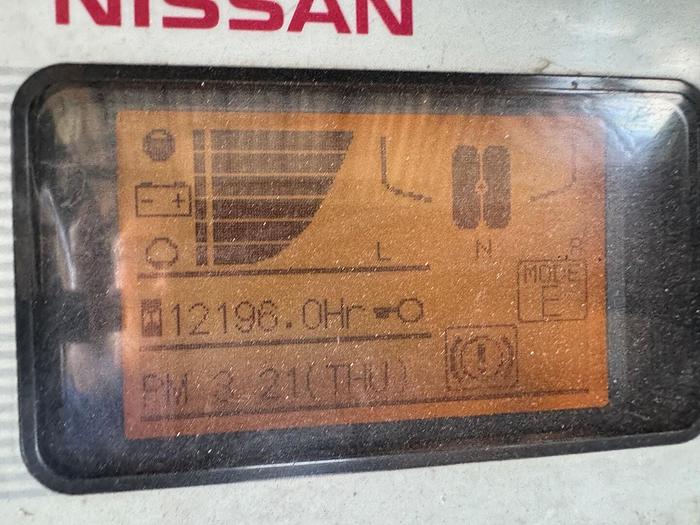 NISSAN
L N R
MODE
E
H 12196.0Hr
PM 3 21(THU)